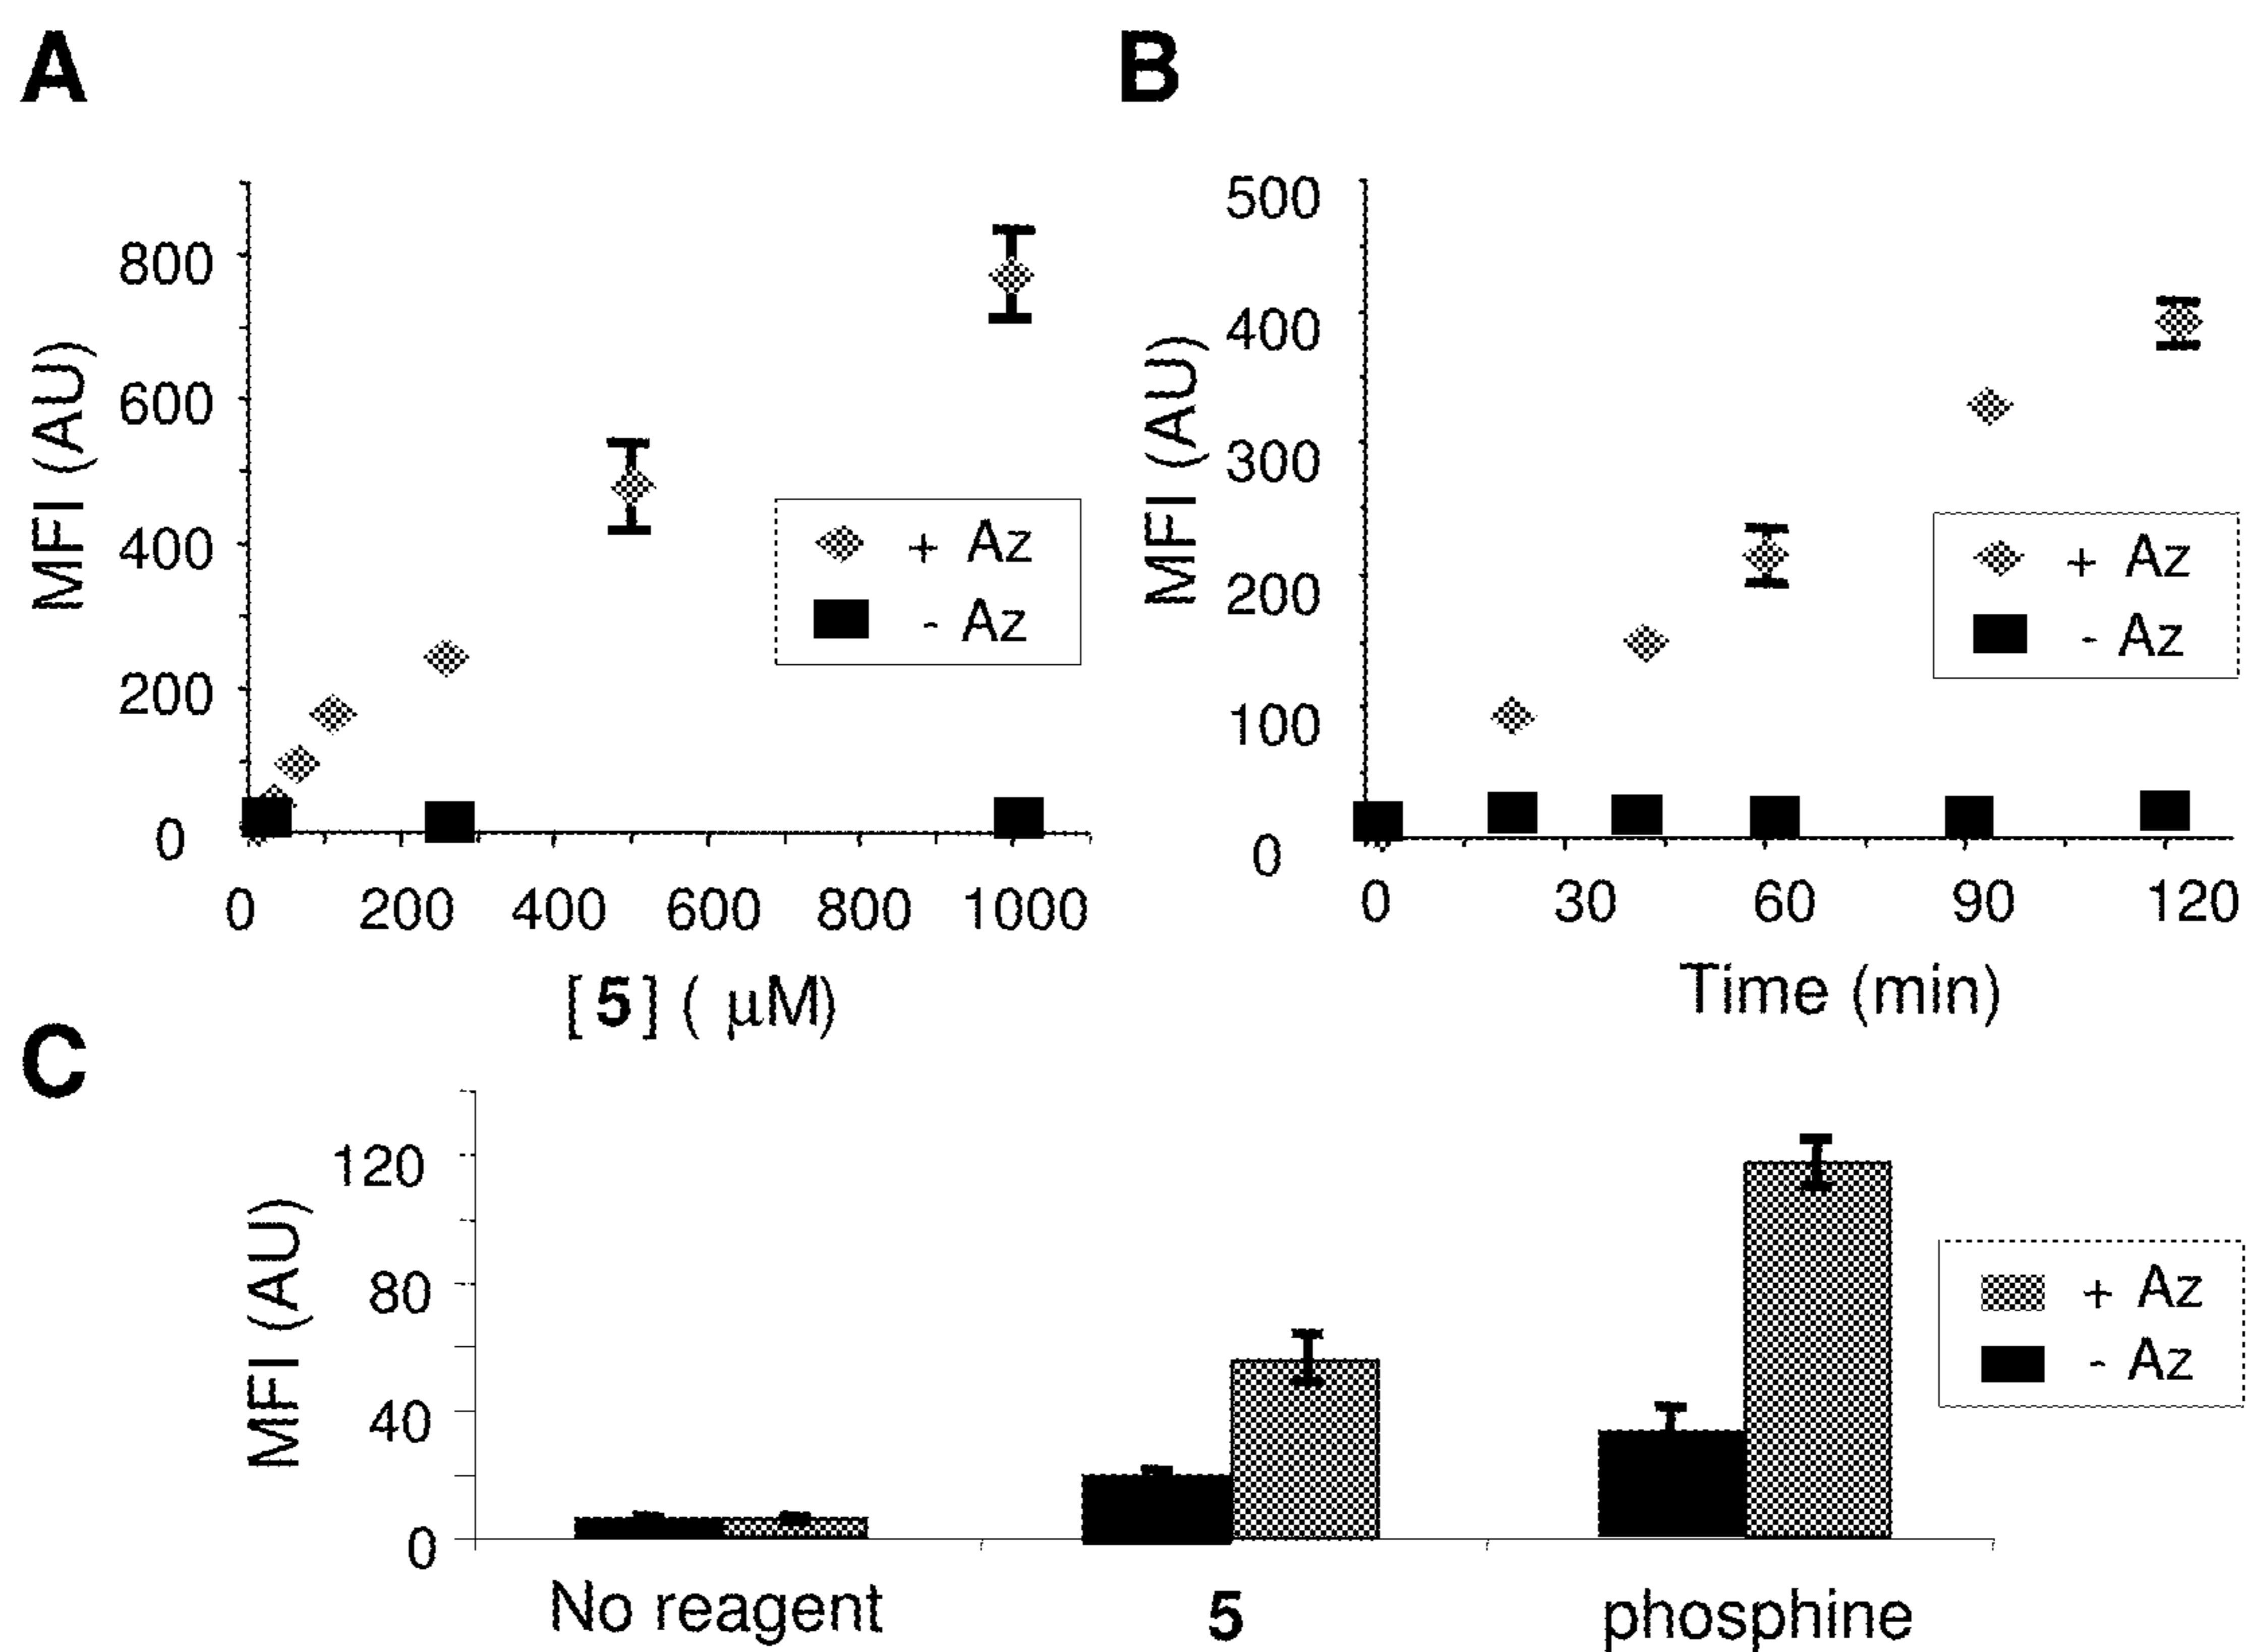 A
MFI (AU)
800
600
400
200
0
0 200 400 600 800 1000
[5] ( μM)
+ Az
- Az
B
MFI (AU)
500
400
300
200
100
0
0 30 60 90 120
Time (min)
+ Az
- Az
C
MFI (AU)
120
80
40
0
No reagent 5 phosphine
+ Az
- Az